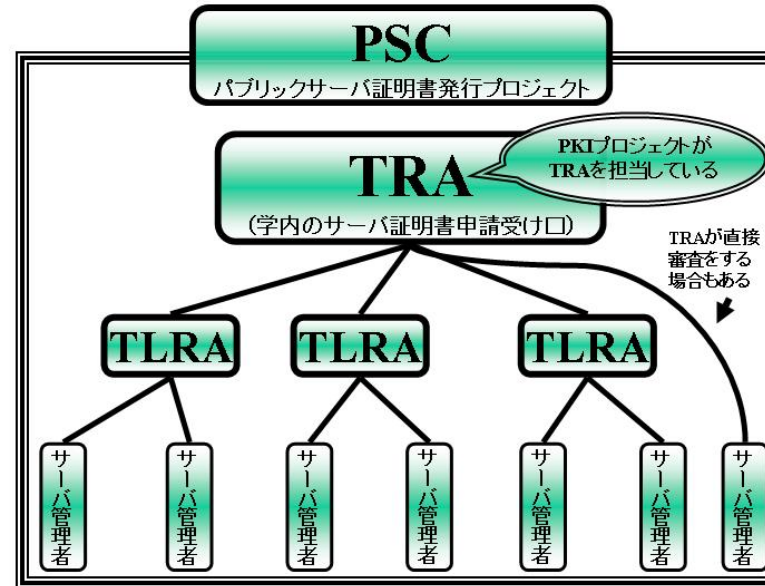 PSC
パブリックサーバ証明書発行プロジェクト
PKIプロジェクトが
TRAを担当している
TRA
(学内のサーバ証明書申請受け口)
TRAが直接
審査をする
場合もある
TLRA
TLRA
TLRA
サーバ管理者
サーバ管理者
サーバ管理者
サーバ管理者
サーバ管理者
サーバ管理者
サーバ管理者